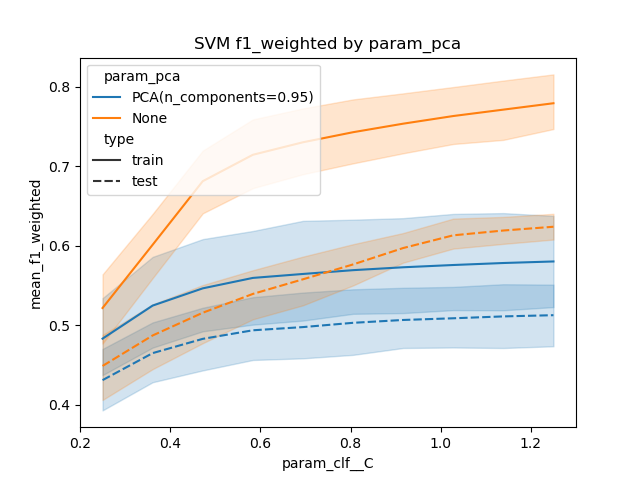 SVM f1_weighted by param_pca
param_pca
PCA(n_components=0.95)
None
type
train
test
mean_f1_weighted
0.8
0.7
0.6
0.5
0.4
0.2 0.4 0.6 0.8 1.0 1.2
param_clf__C